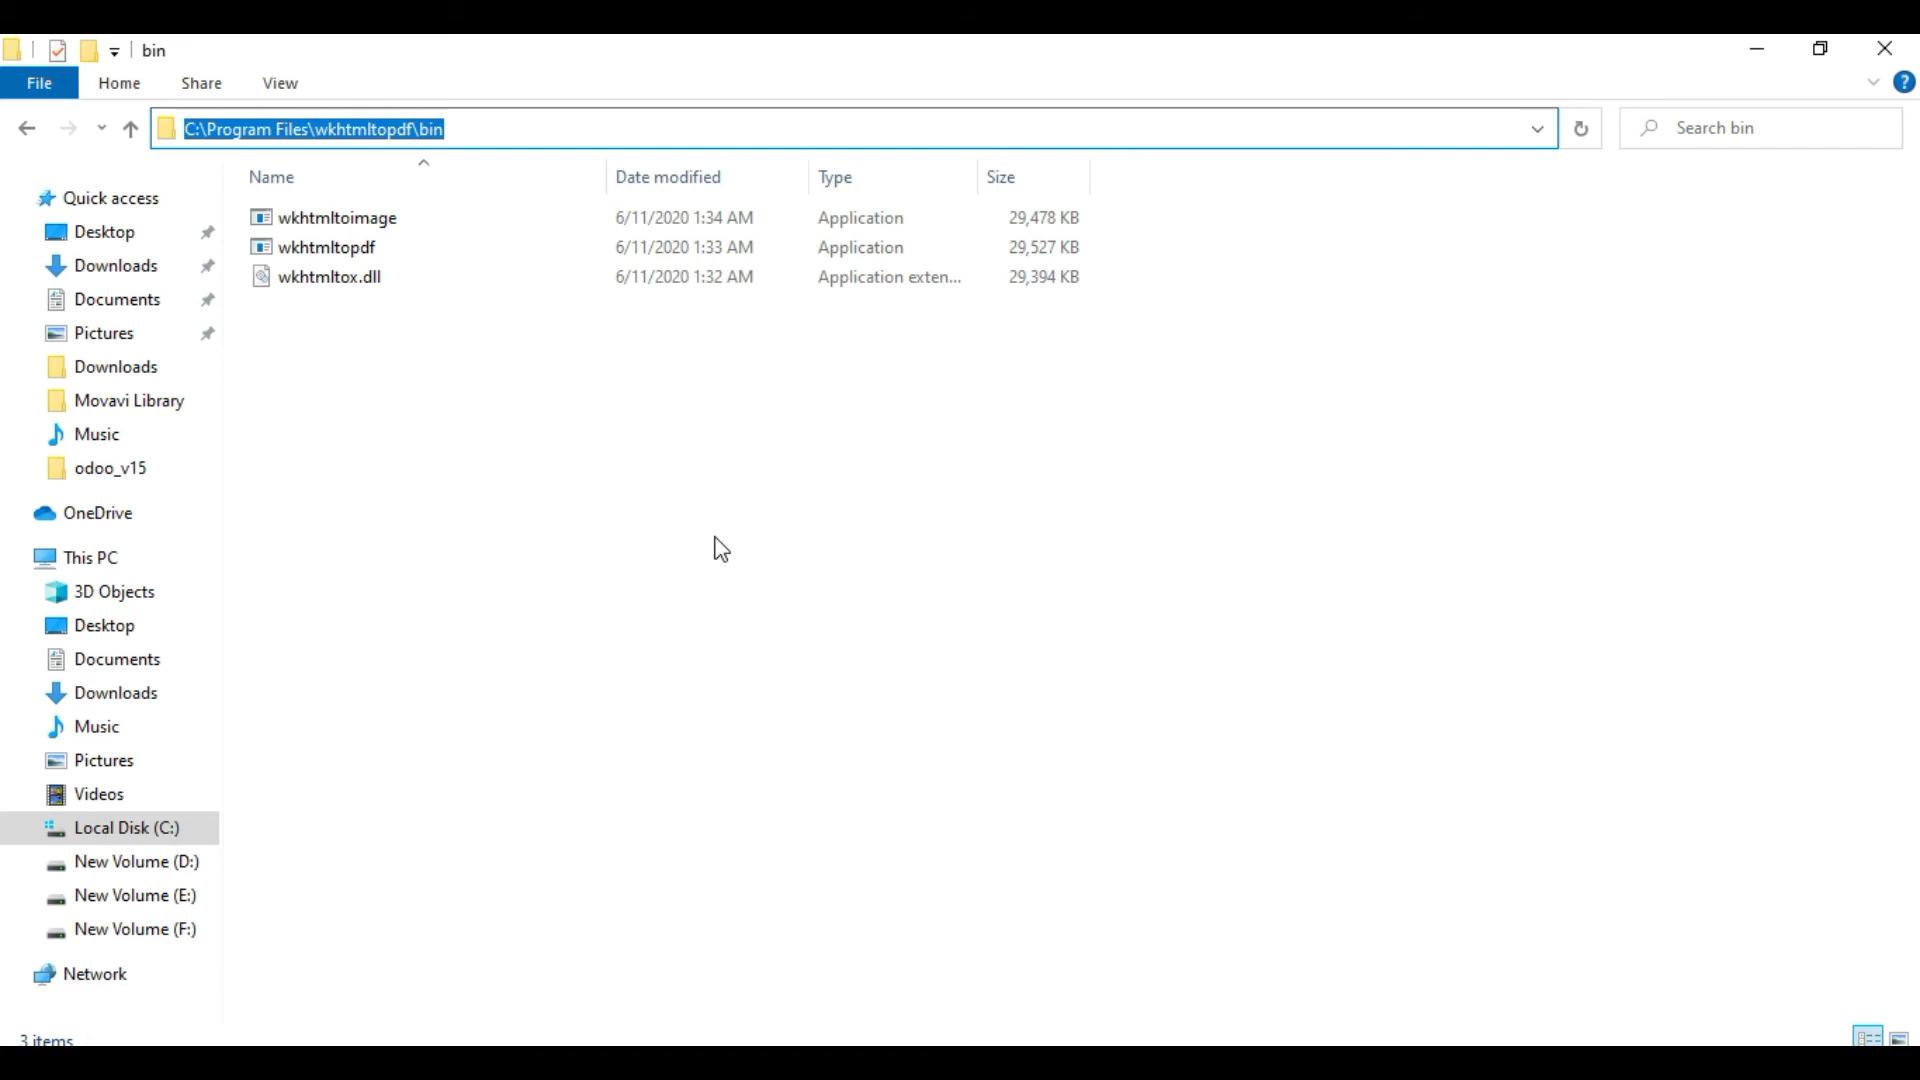 bin
File Home Share View
C:\Program Files\wkhtmltopdf\bin
Search bin
Name Date modified Type Size
wkhtmltoimage 6/11/2020 1:34 AM Application 29,478 KB
wkhtmltopdf 6/11/2020 1:33 AM Application 29,527 KB
wkhtmltox.dll 6/11/2020 1:32 AM Application exten... 29,394 KB
Quick access
Desktop
Downloads
Documents
Pictures
Downloads
Movavi Library
Music
odoo_v15
OneDrive
This PC
3D Objects
Desktop
Documents
Downloads
Music
Pictures
Videos
Local Disk (C:)
New Volume (D:)
New Volume (E:)
New Volume (F:)
Network
3 items